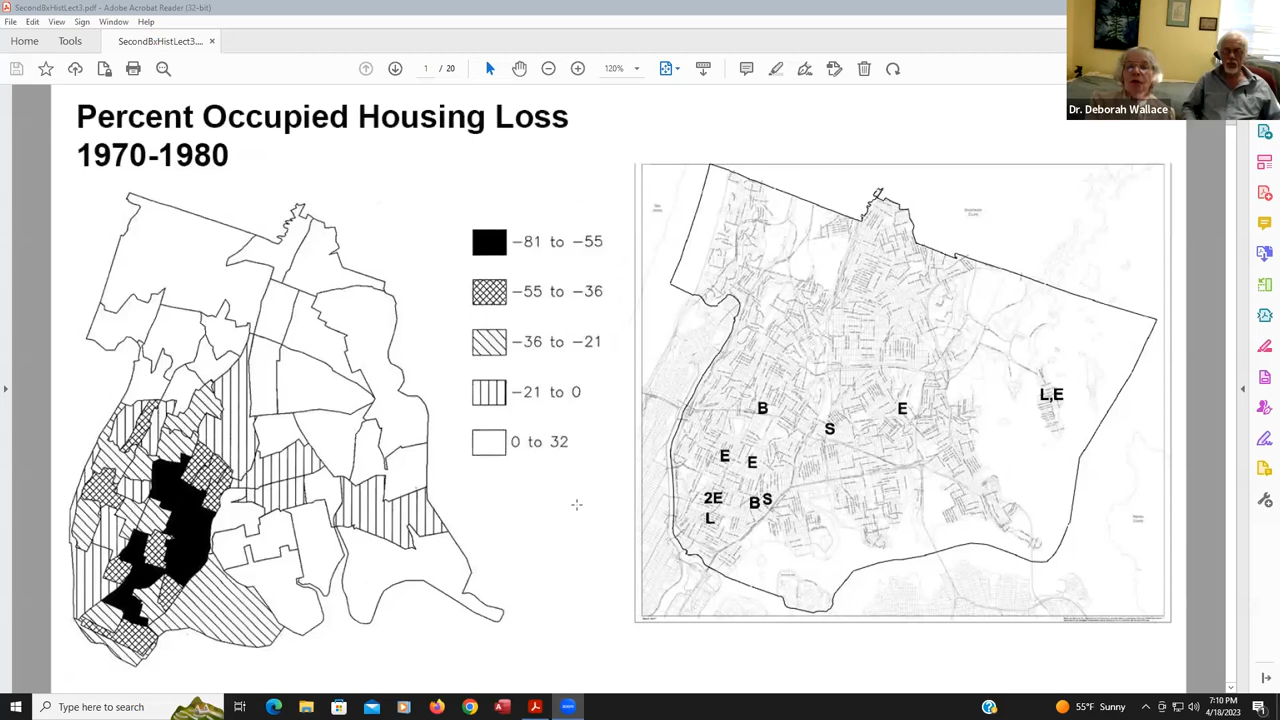 SecondBxHistLect3.pdf - Adobe Acrobat Reader (32-bit)
File Edit View Sign Window Help
Home Tools SecondBxHistLect3.... ×
1 / 20 120%
Dr. Deborah Wallace
Percent Occupied Housing Loss
1970-1980
-81 to -55
-55 to -36
-36 to -21
-21 to 0
0 to 32
L,E
B
E
S
E
E
2E
B S
L
Type here to search
55°F Sunny
7:10 PM
4/18/2023